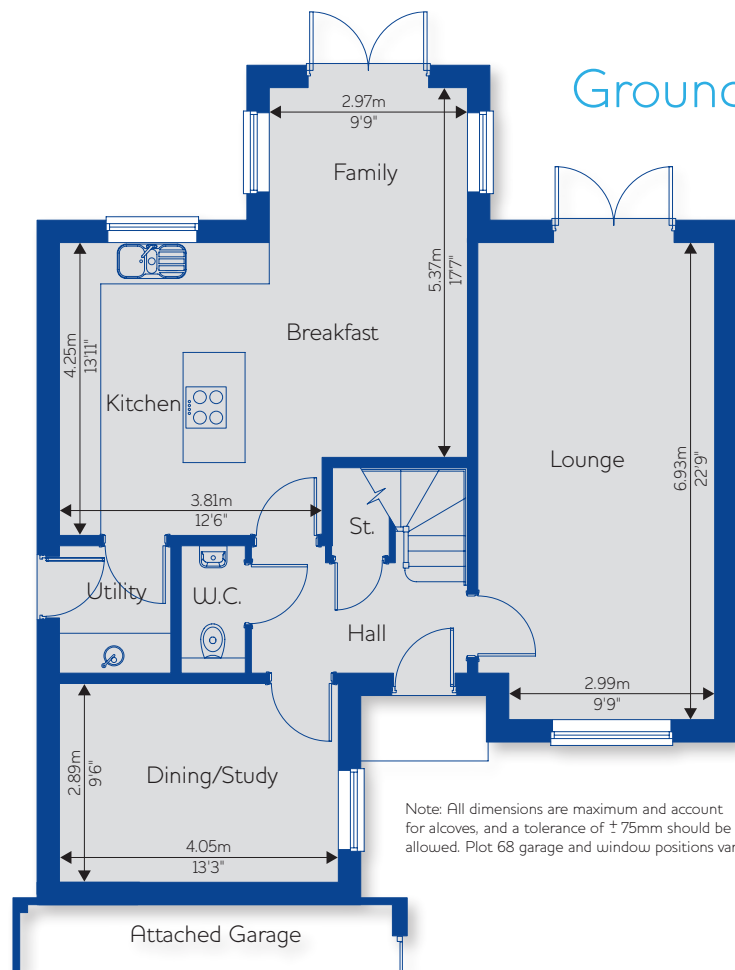 Ground
2.97m
9'9"
Family
5.37m
17'7"
Breakfast
4.25m
13'11"
Kitchen
Lounge
6.93m
22'9"
3.81m
12'6"
St.
Utility
W.C.
Hall
2.99m
9'9"
2.89m
9'6"
Dining/Study
4.05m
13'3"
Note: All dimensions are maximum and account
for alcoves, and a tolerance of ± 75mm should be
allowed. Plot 68 garage and window positions var
Attached Garage